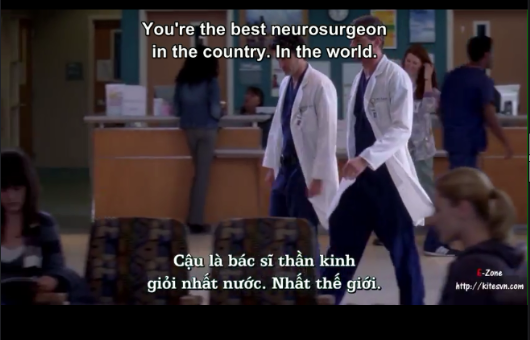 You're the best neurosurgeon
in the country. In the world.
Cậu là bác sĩ thần kinh
giỏi nhất nước. Nhất thế giới.
E-Zone
http://kitesvn.com/